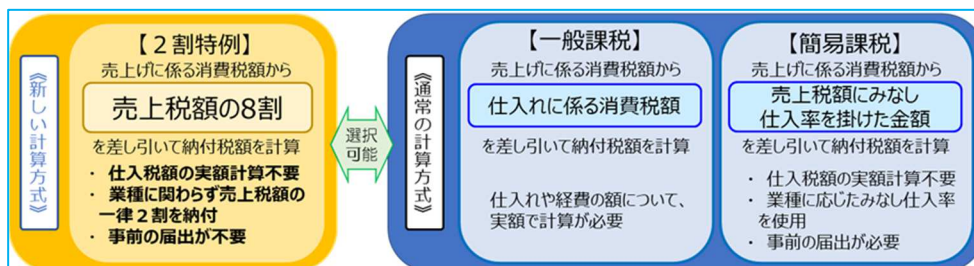 《新しい計算方式》
【２割特例】
売上げに係る消費税額から
売上税額の8割
を差し引いて納付税額を計算
・ 仕入税額の実額計算不要
・ 業種に関わらず売上税額の
一律２割を納付
・ 事前の届出が不要
選択
可能
《通常の計算方式》
【一般課税】
売上げに係る消費税額から
仕入れに係る消費税額
を差し引いて納付税額を計算
仕入れや経費の額について、
実額で計算が必要
【簡易課税】
売上げに係る消費税額から
売上税額にみなし
仕入率を掛けた金額
を差し引いて納付税額を計算
・ 仕入税額の実額計算不要
・ 業種に応じたみなし仕入率
を使用
・ 事前の届出が必要